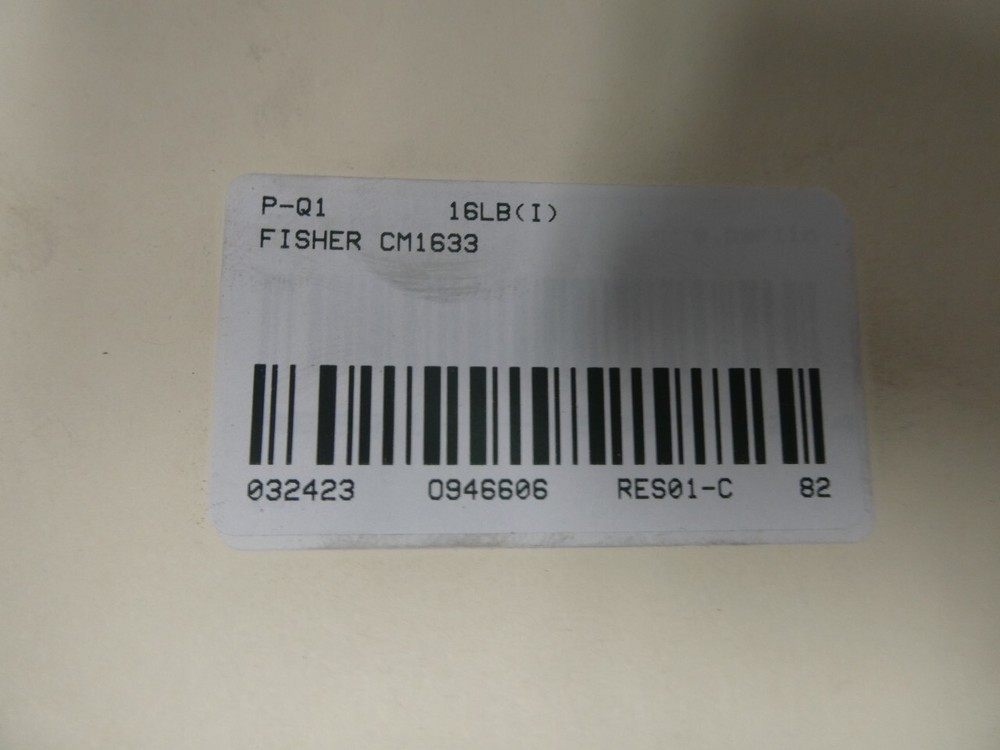 P-Q1 16LB(I)
FISHER CM1633
032423 0946606 RES01-C 82